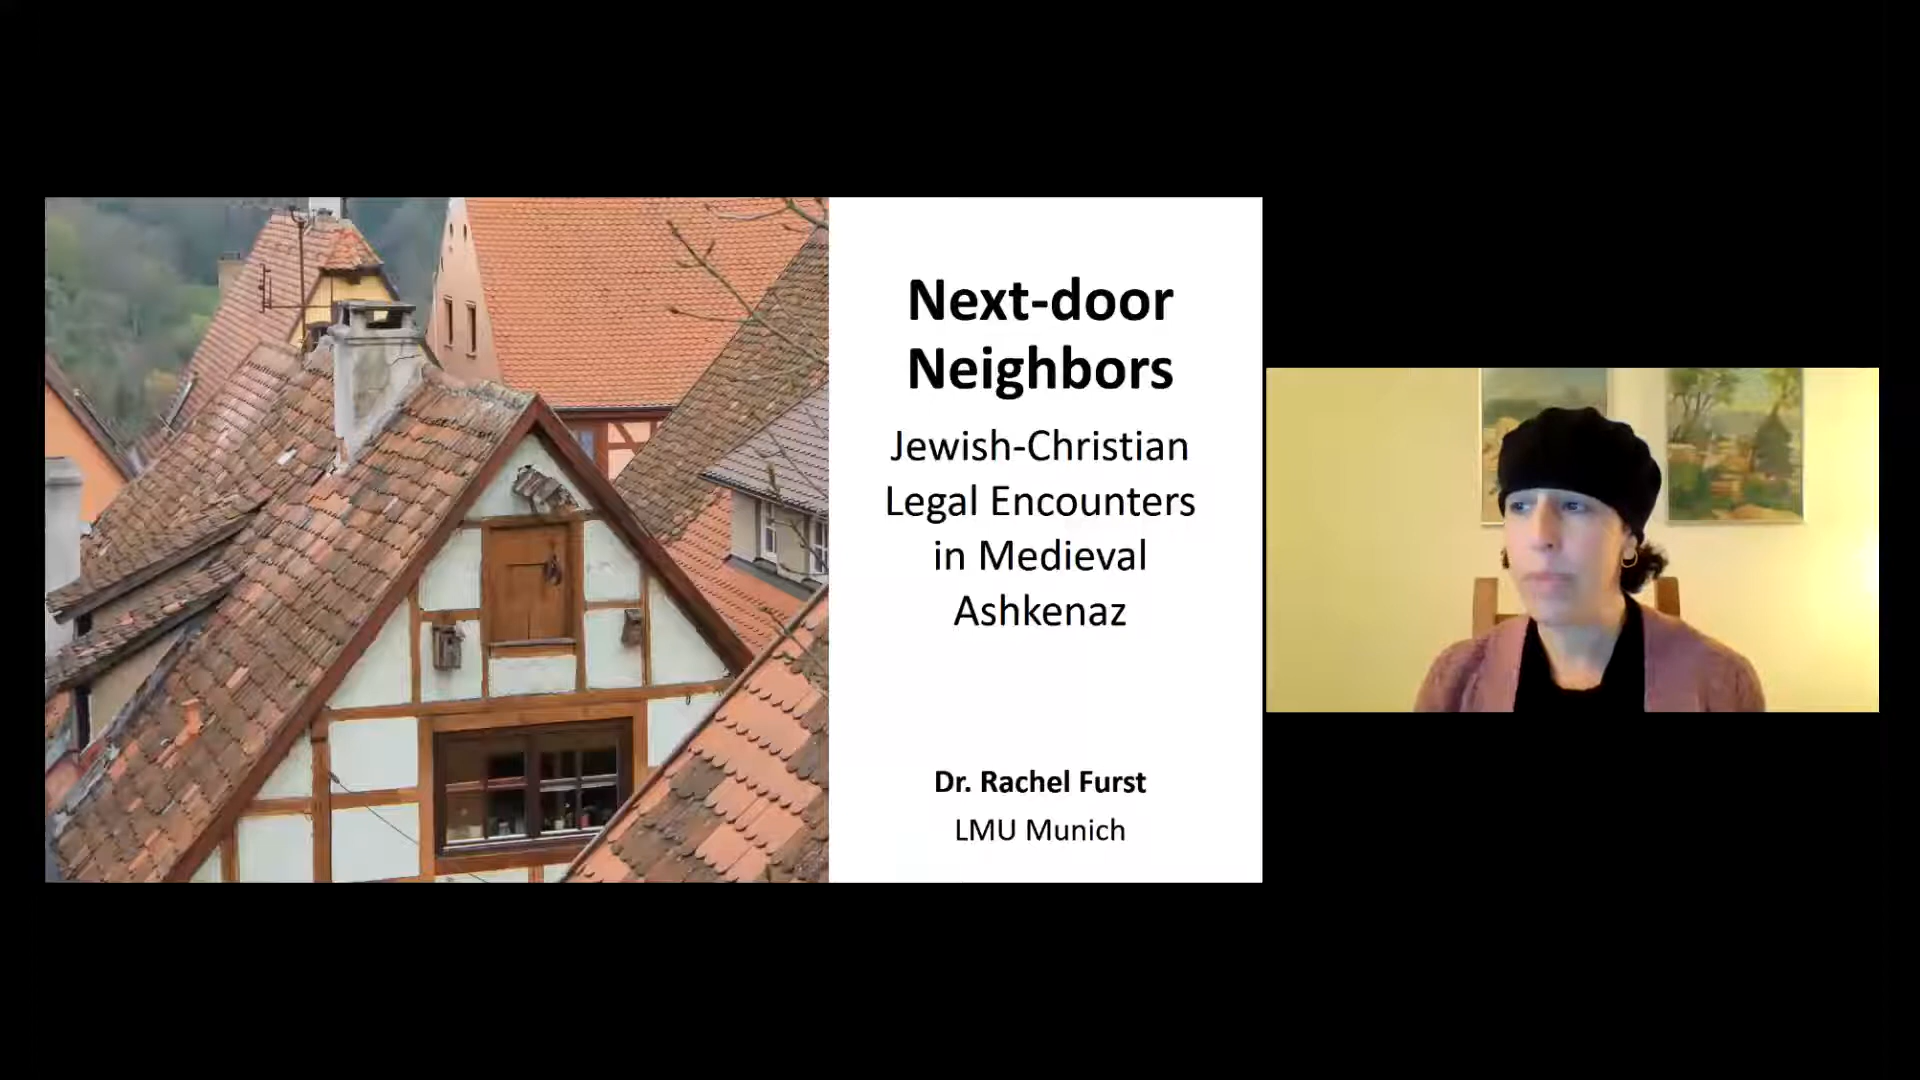 Next-door
Neighbors
Jewish-Christian
Legal Encounters
in Medieval
Ashkenaz
Dr. Rachel Furst
LMU Munich